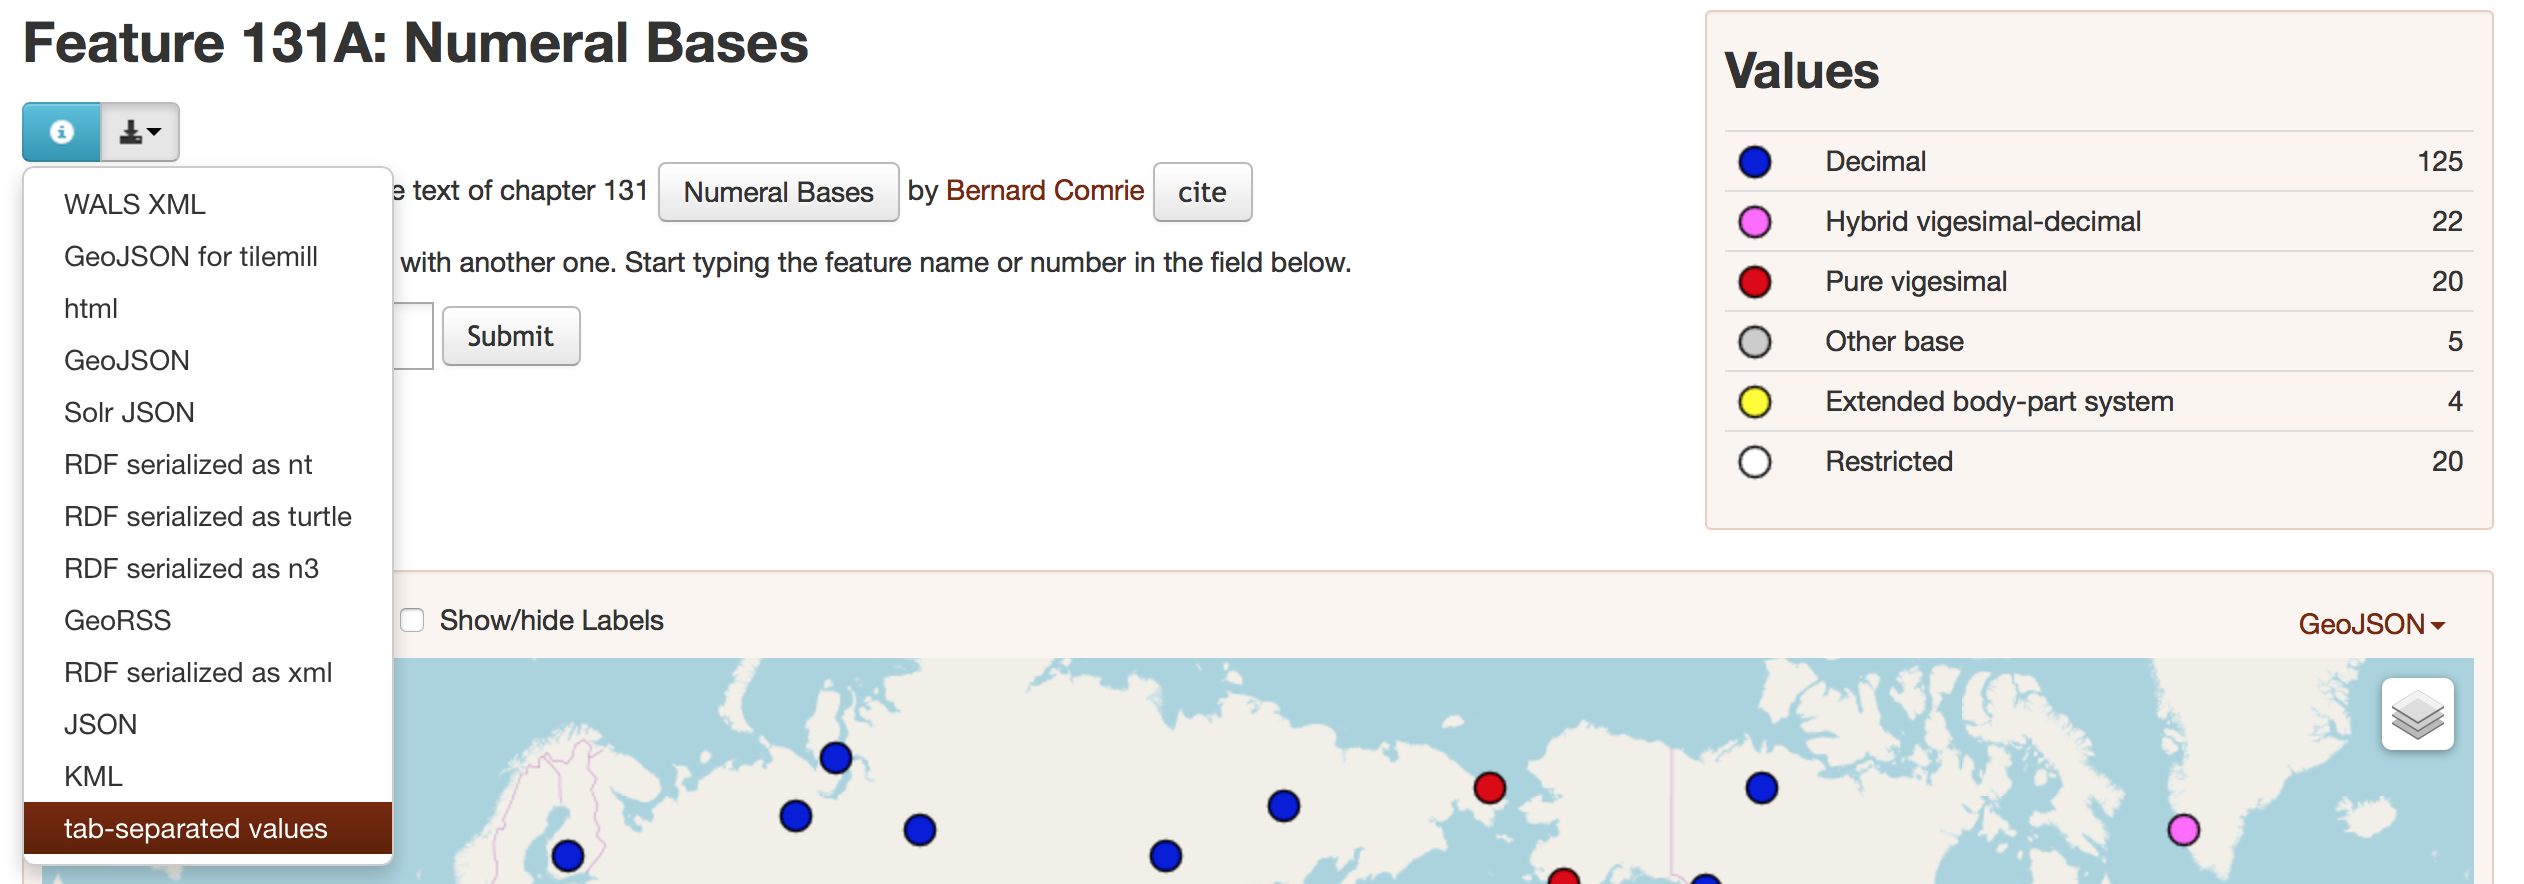 Feature 131A: Numeral Bases
WALS XML
GeoJSON for tilemill
html
GeoJSON
Solr JSON
RDF serialized as nt
RDF serialized as turtle
RDF serialized as n3
GeoRSS
RDF serialized as xml
JSON
KML
tab-separated values
e text of chapter 131 Numeral Bases by Bernard Comrie cite
with another one. Start typing the feature name or number in the field below.
Submit
Values
Decimal 125
Hybrid vigesimal-decimal 22
Pure vigesimal 20
Other base 5
Extended body-part system 4
Restricted 20
Show/hide Labels
GeoJSON